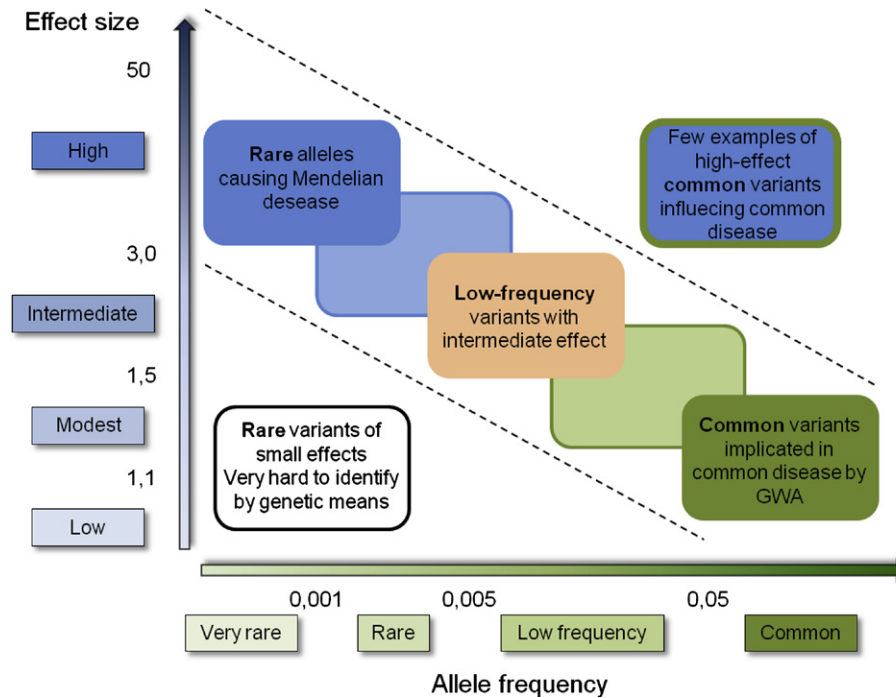 Effect size
50
High
3,0
Intermediate
1,5
Modest
1,1
Low
Rare alleles
causing Mendelian
desease
Few examples of
high-effect
common variants
influecing common
disease
Low-frequency
variants with
intermediate effect
Rare variants of
small effects
Very hard to identify
by genetic means
Common variants
implicated in
common disease by
GWA
0,001
0,005
0,05
Very rare
Rare
Low frequency
Common
Allele frequency